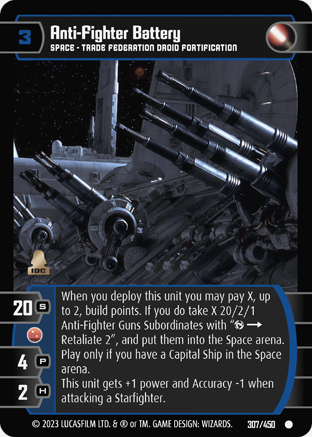 3 Anti-Fighter Battery
SPACE - TRADE FEDERATION DROID FORTIFICATION
20 S
When you deploy this unit you may pay X, up
to 2, build points. If you do take X 20/2/1
Anti-Fighter Guns Subordinates with “ →
Retaliate 2”, and put them into the Space arena.
4 P
Play only if you have a Capital Ship in the Space
arena.
2 H
This unit gets +1 power and Accuracy -1 when
attacking a Starfighter.
© 2023 LUCASFILM LTD. & ® or TM. GAME DESIGN: WIZARDS. 307/450